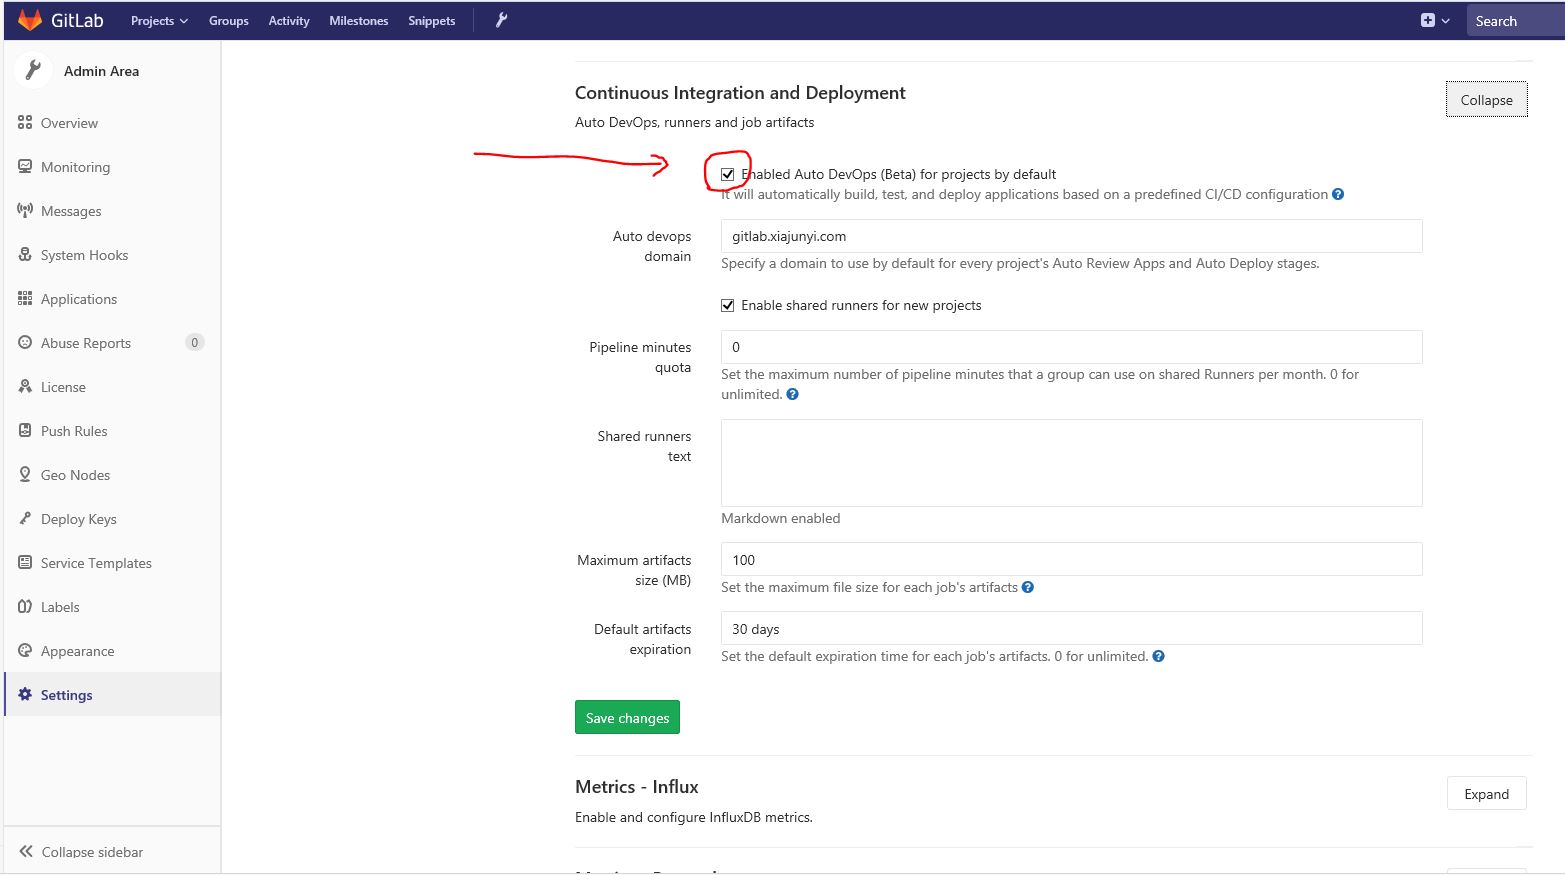 GitLab Projects Groups Activity Milestones Snippets Search
Admin Area
Overview
Monitoring
Messages
System Hooks
Applications
Abuse Reports 0
License
Push Rules
Geo Nodes
Deploy Keys
Service Templates
Labels
Appearance
Settings
Collapse sidebar
Continuous Integration and Deployment
Collapse
Auto DevOps, runners and job artifacts
Enabled Auto DevOps (Beta) for projects by default
It will automatically build, test, and deploy applications based on a predefined CI/CD configuration
Auto devops
domain
gitlab.xiajunyi.com
Specify a domain to use by default for every project's Auto Review Apps and Auto Deploy stages.
Enable shared runners for new projects
Pipeline minutes
quota
0
Set the maximum number of pipeline minutes that a group can use on shared Runners per month. 0 for
unlimited.
Shared runners
text
Markdown enabled
Maximum artifacts
size (MB)
100
Set the maximum file size for each job's artifacts
Default artifacts
expiration
30 days
Set the default expiration time for each job's artifacts. 0 for unlimited.
Save changes
Metrics - Influx
Expand
Enable and configure InfluxDB metrics.